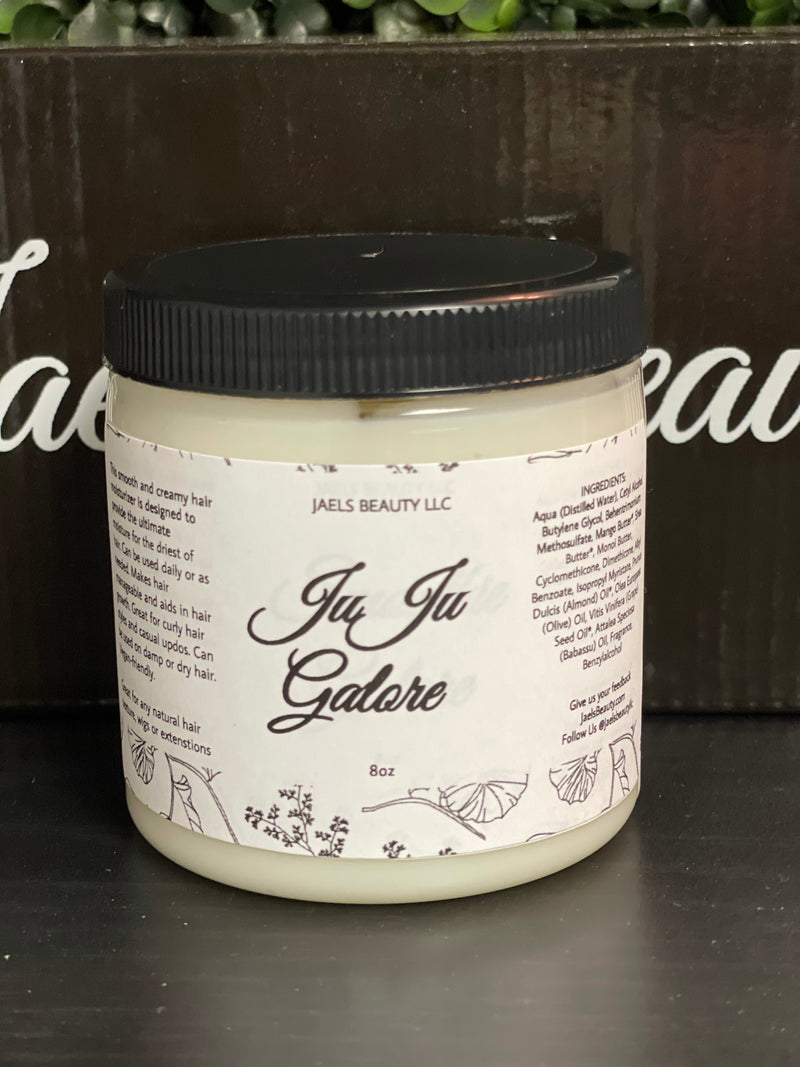 JAELS BEAUTY LLC
Ju Ju
Galore
8oz
This smooth and creamy hair
moisturizer is designed to
provide the ultimate
moisture for the driest of
hair. Can be used daily or as
needed. Makes hair
manageable and aids in hair
growth. Great for curly hair
styles and casual updos. Can
be used on damp or dry hair.
Vegan-friendly.
Great for any natural hair
texture, wigs or extenstions
INGREDIENTS:
Aqua (Distilled Water), Cetyl Alcohol,
Butylene Glycol, Behentrimonium
Methosulfate, Mango Butter*, Shea
Butter*, Monoi Butter,
Cyclomethicone, Dimethicone, Alkyl
Benzoate, Isopropyl Myristate, Prunus
Dulcis (Almond) Oil*, Olea Europaea
(Olive) Oil, Vitis Vinifera (Grape)
Seed Oil*, Attalea Speciosa
(Babassu) Oil, Fragrance,
Benzylalcohol
Give us your feedback
JaelsBeauty.com
Follow Us @jaelsbeautyllc